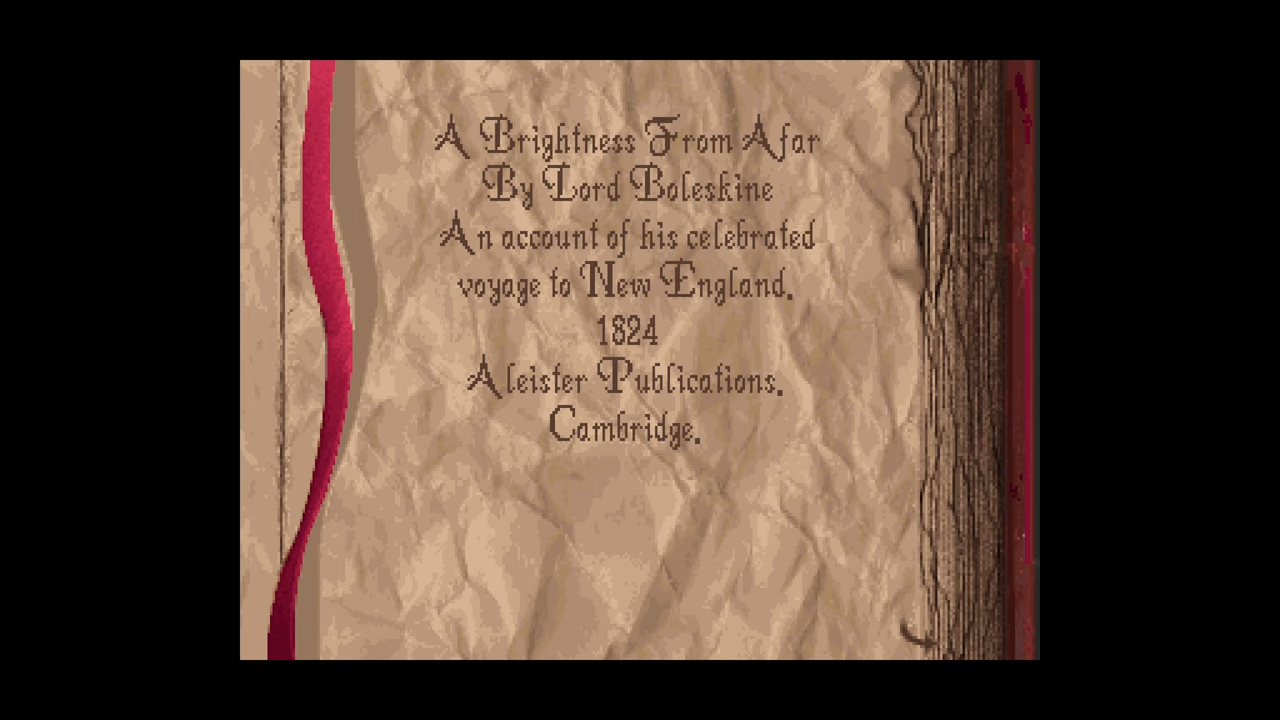 A Brightness From Afar
By Lord Boleskine
An account of his celebrated
voyage to New England.
1824
Aleister Publications.
Cambridge.